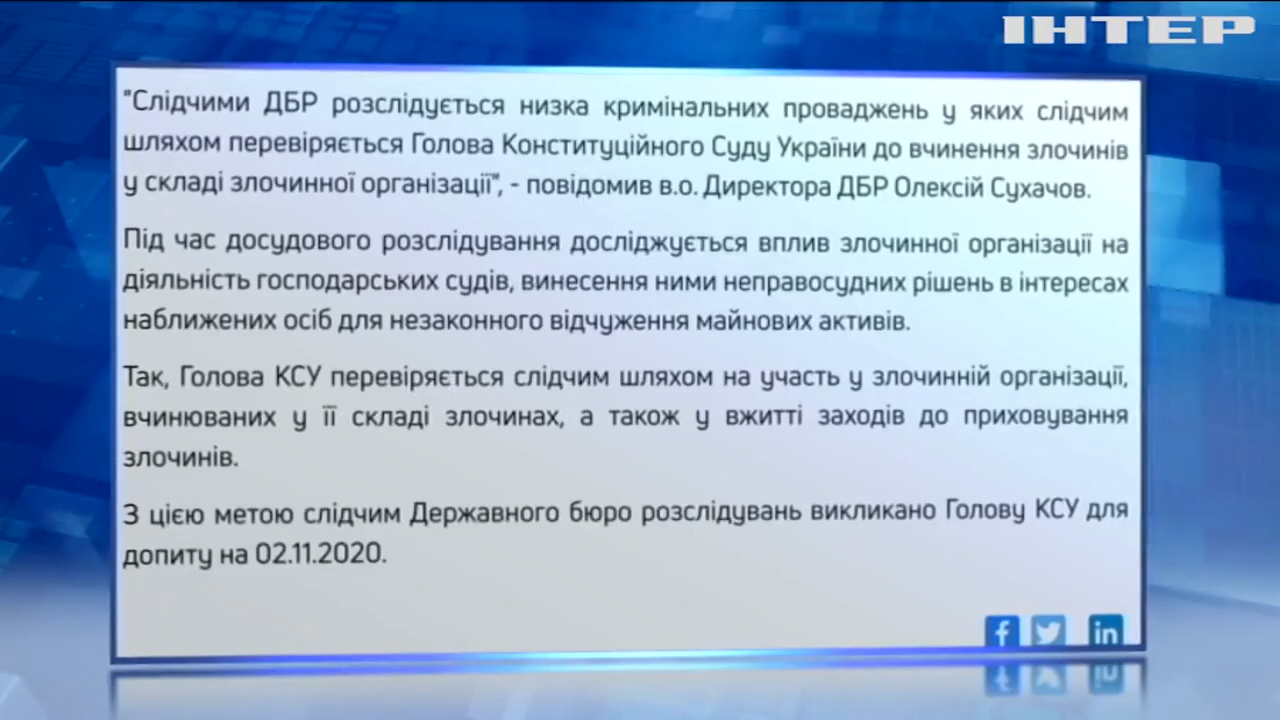 ІНТЕР
"Слідчими ДБР розслідується низка кримінальних проваджень у яких слідчим
шляхом перевіряється Голова Конституційного Суду України до вчинення злочинів
у складі злочинної організації", - повідомив в.о. Директора ДБР Олексій Сухачов.
Під час досудового розслідування досліджується вплив злочинної організації на
діяльність господарських судів, винесення ними неправосудних рішень в інтересах
наближених осіб для незаконного відчуження майнових активів.
Так, Голова КСУ перевіряється слідчим шляхом на участь у злочинній організації,
вчинюваних у її складі злочинах, а також у вжитті заходів до приховування
злочинів.
З цією метою слідчим Державного бюро розслідувань викликано Голову КСУ для
допиту на 02.11.2020.